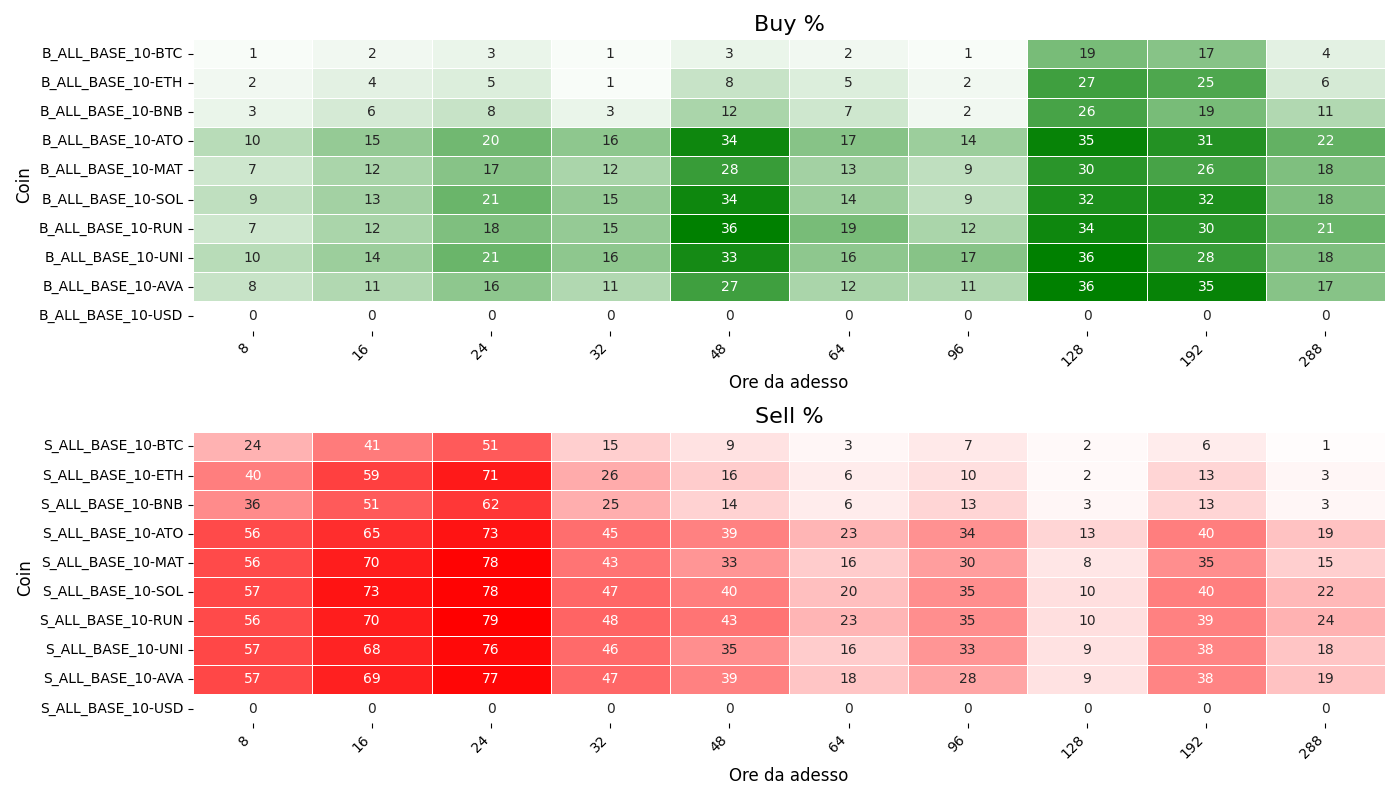 Buy %
Coin
B_ALL_BASE_10-BTC 1 2 3 1 3 2 1 19 17 4
B_ALL_BASE_10-ETH 2 4 5 1 8 5 2 27 25 6
B_ALL_BASE_10-BNB 3 6 8 3 12 7 2 26 19 11
B_ALL_BASE_10-ATO 10 15 20 16 34 17 14 35 31 22
B_ALL_BASE_10-MAT 7 12 17 12 28 13 9 30 26 18
B_ALL_BASE_10-SOL 9 13 21 15 34 14 9 32 32 18
B_ALL_BASE_10-RUN 7 12 18 15 36 19 12 34 30 21
B_ALL_BASE_10-UNI 10 14 21 16 33 16 17 36 28 18
B_ALL_BASE_10-AVA 8 11 16 11 27 12 11 36 35 17
B_ALL_BASE_10-USD 0 0 0 0 0 0 0 0 0 0
8 16 24 32 48 64 96 128 192 288
Ore da adesso
Sell %
Coin
S_ALL_BASE_10-BTC 24 41 51 15 9 3 7 2 6 1
S_ALL_BASE_10-ETH 40 59 71 26 16 6 10 2 13 3
S_ALL_BASE_10-BNB 36 51 62 25 14 6 13 3 13 3
S_ALL_BASE_10-ATO 56 65 73 45 39 23 34 13 40 19
S_ALL_BASE_10-MAT 56 70 78 43 33 16 30 8 35 15
S_ALL_BASE_10-SOL 57 73 78 47 40 20 35 10 40 22
S_ALL_BASE_10-RUN 56 70 79 48 43 23 35 10 39 24
S_ALL_BASE_10-UNI 57 68 76 46 35 16 33 9 38 18
S_ALL_BASE_10-AVA 57 69 77 47 39 18 28 9 38 19
S_ALL_BASE_10-USD 0 0 0 0 0 0 0 0 0 0
8 16 24 32 48 64 96 128 192 288
Ore da adesso